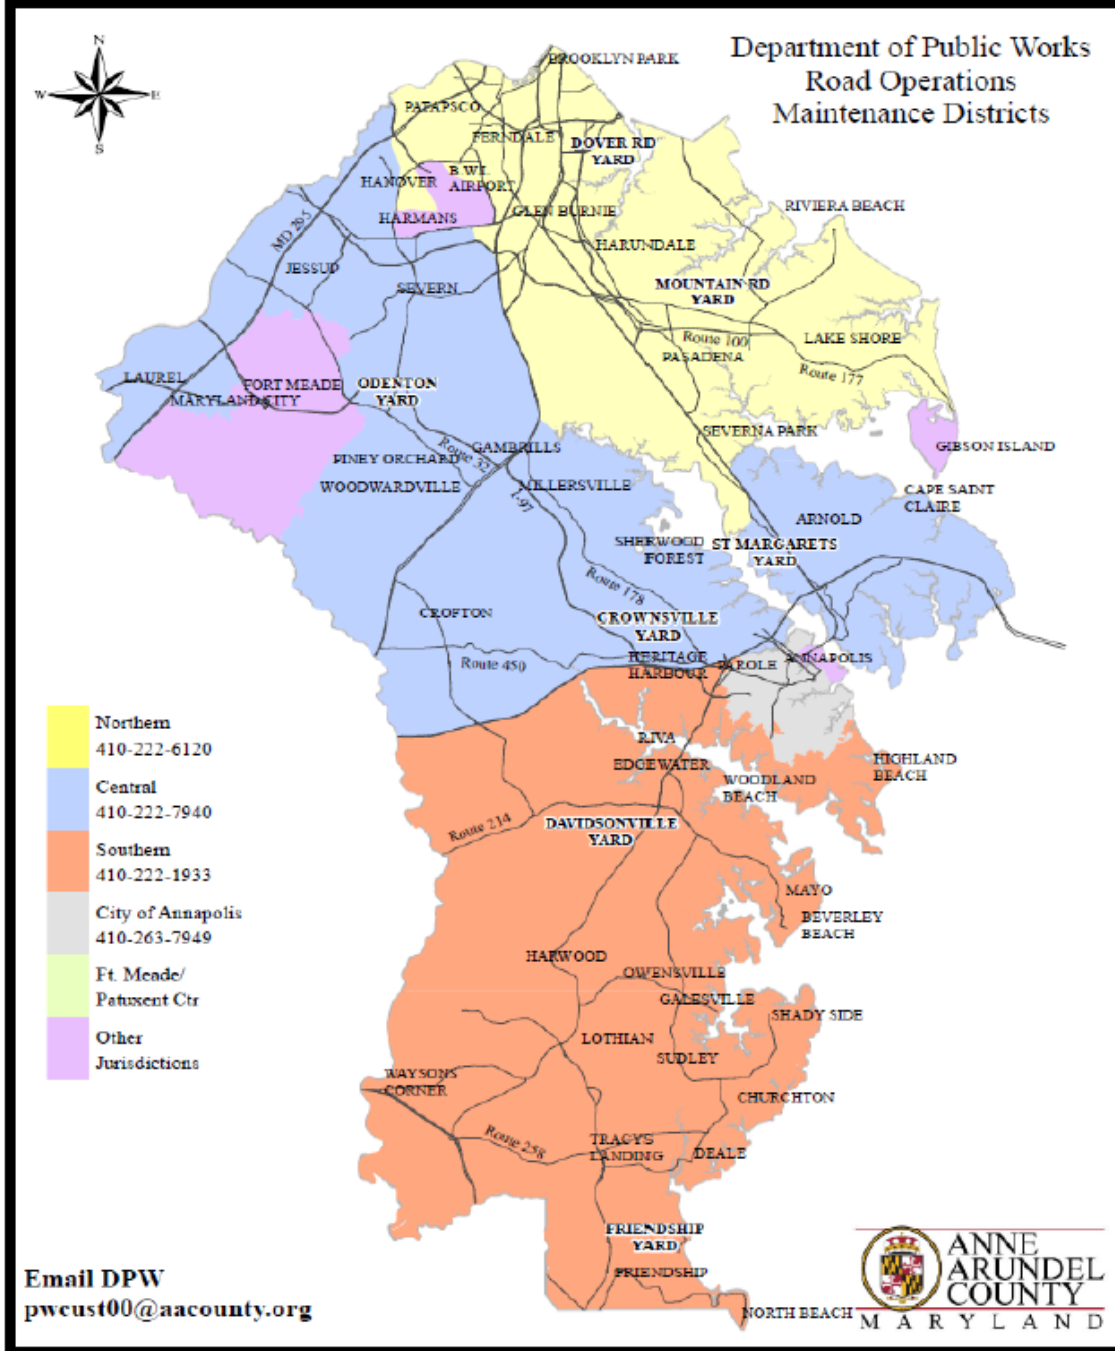 Department of Public Works
Road Operations
Maintenance Districts
N
W
E
S
BROOKLYN PARK
PAPAPSCO
FERNDALE
DOVER RD
YARD
HANOVER
B.W.I.
AIRPORT
HARMANS
GLEN BURNIE
RIVIERA BEACH
MD 295
HARUNDALE
JESSUP
SEVERN
MOUNTAIN RD
YARD
Route 100
LAKE SHORE
PASADENA
Route 177
LAUREL
FORT MEADE
MARYLAND CITY
ODENTON
YARD
SEVERNA PARK
GIBSON ISLAND
Route 32
GAMBRILLS
PINEY ORCHARD
WOODWARDVILLE
MILLERSVILLE
I-97
CAPE SAINT
CLAIRE
ARNOLD
SHERWOOD
FOREST
ST MARGARETS
YARD
Route 178
CROFTON
CROWNSVILLE
YARD
Route 450
HERITAGE
HARBOUR
PAROLE
ANNAPOLIS
Northern
410-222-6120
Central
410-222-7940
Southern
410-222-1933
City of Annapolis
410-263-7949
Ft. Meade/
Patuxent Ctr
Other
Jurisdictions
RIVA
EDGEWATER
WOODLAND
BEACH
HIGHLAND
BEACH
Route 214
DAVIDSONVILLE
YARD
MAYO
BEVERLEY
BEACH
HARWOOD
OWENSVILLE
GALESVILLE
SHADY SIDE
LOTHIAN
SUDLEY
WAYSONS
CORNER
CHURCHTON
Route 258
TRACYS
LANDING
DEALE
FRIENDSHIP
YARD
FRIENDSHIP
NORTH BEACH
Email DPW
pwcust00@aacounty.org
ANNE
ARUNDEL
COUNTY
MARYLAND